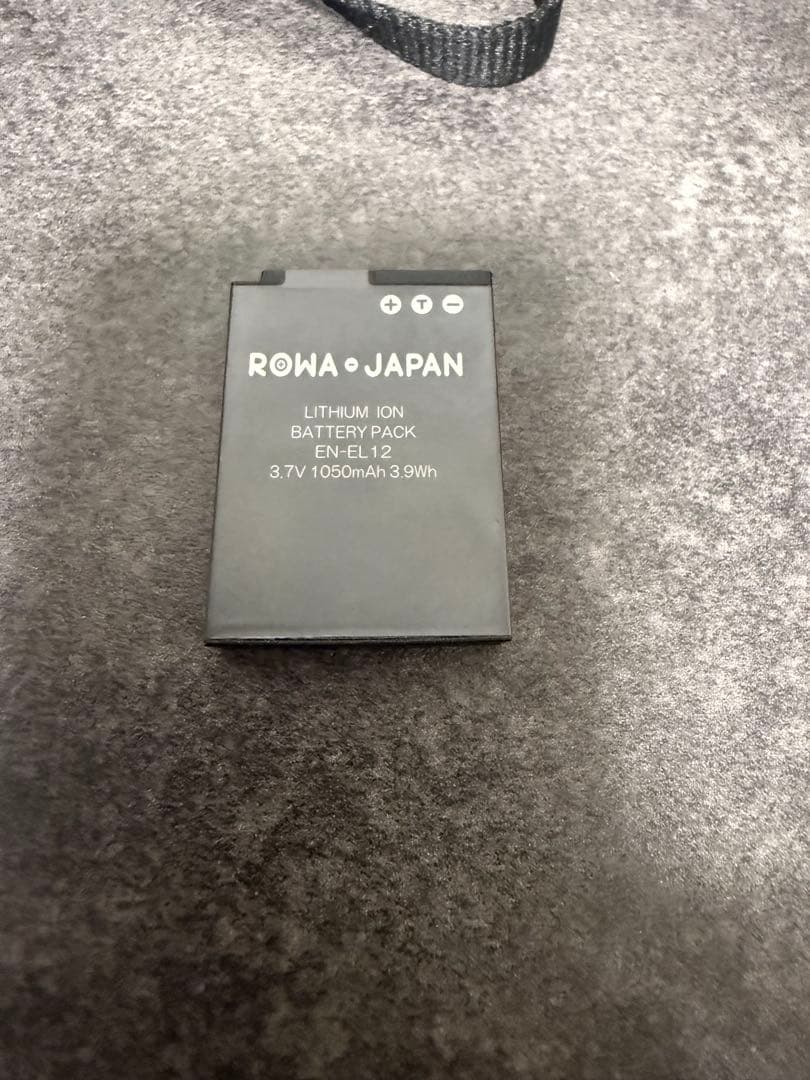 + T −
ROWA • JAPAN
LITHIUM ION
BATTERY PACK
EN-EL12
3.7V 1050mAh 3.9Wh